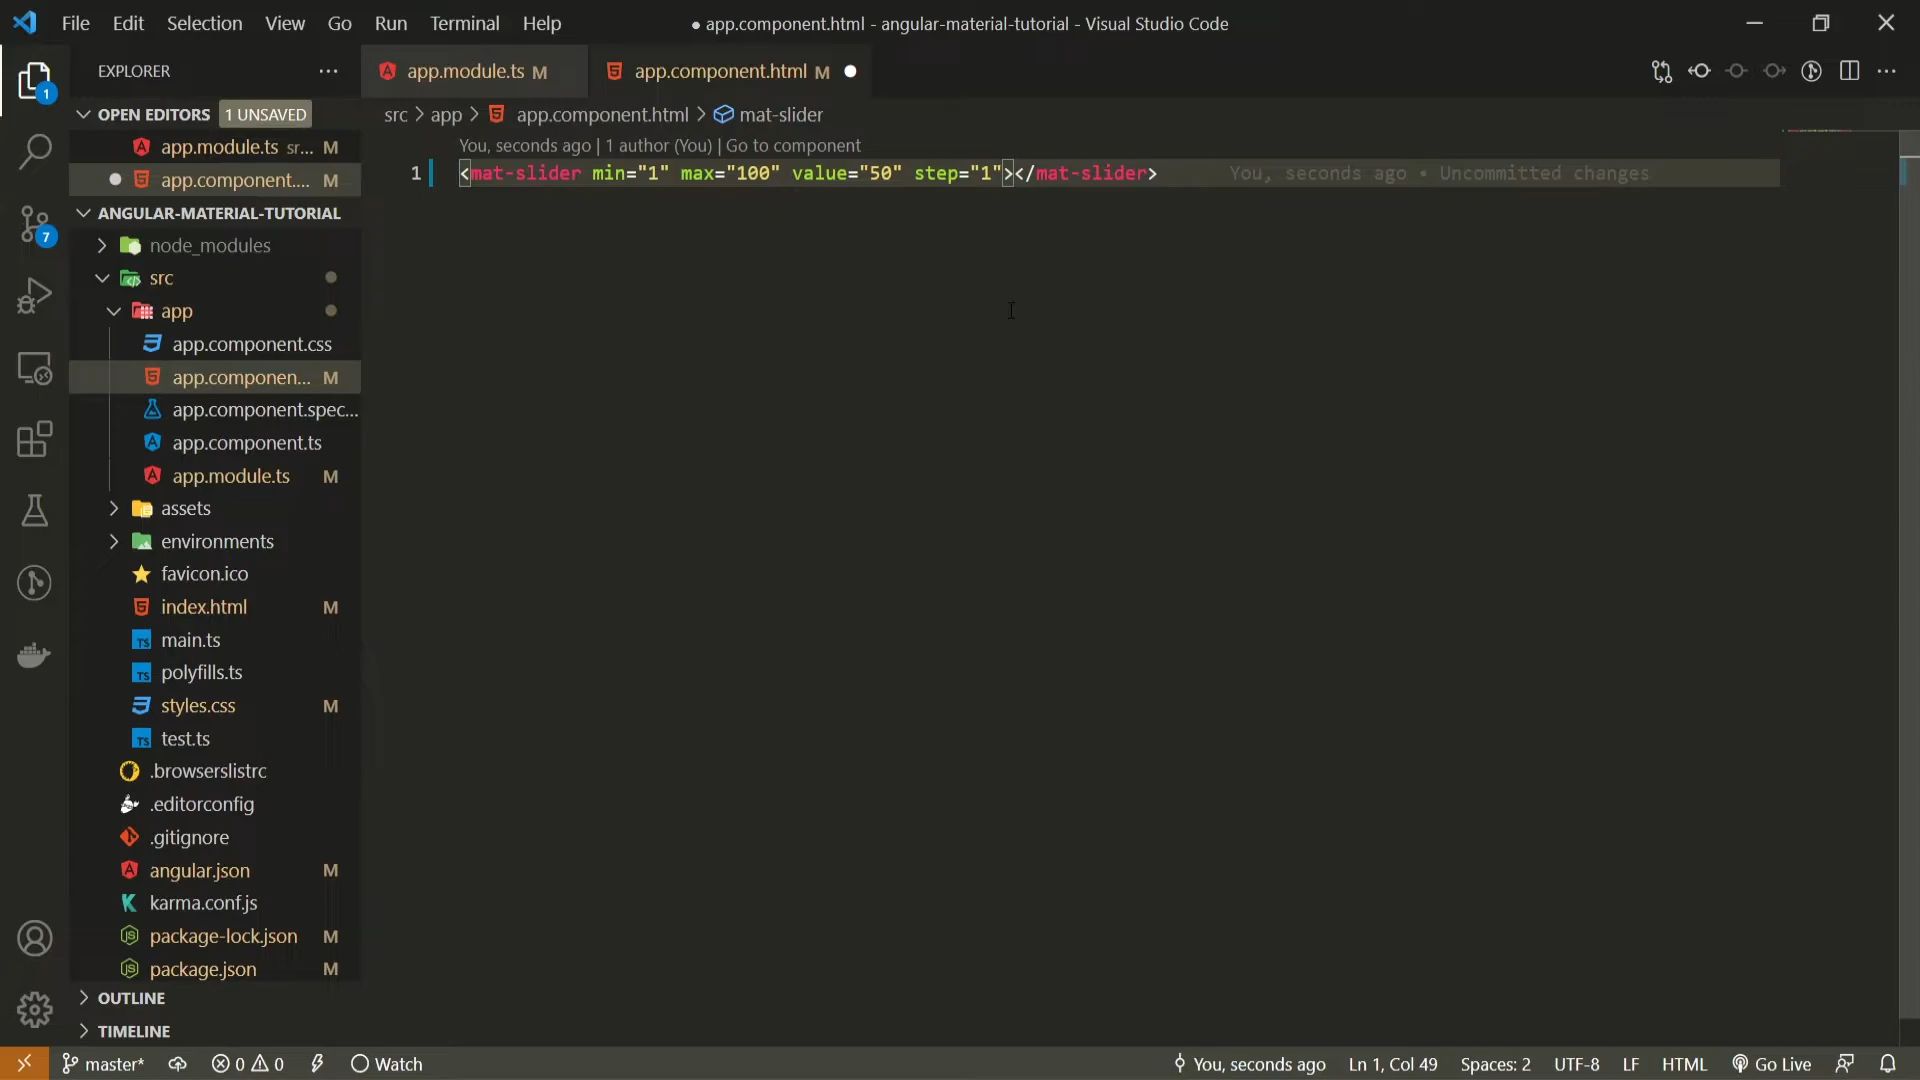 File Edit Selection View Go Run Terminal Help
● app.component.html - angular-material-tutorial - Visual Studio Code
EXPLORER
app.module.ts M
app.component.html M
OPEN EDITORS 1 UNSAVED
src > app > app.component.html > mat-slider
app.module.ts sr... M
app.component.... M
You, seconds ago | 1 author (You) | Go to component
1 <mat-slider min="1" max="100" value="50" step="1"></mat-slider> You, seconds ago • Uncommitted changes
ANGULAR-MATERIAL-TUTORIAL
node_modules
src
app
app.component.css
app.componen... M
app.component.spec...
app.component.ts
app.module.ts M
assets
environments
favicon.ico
index.html M
main.ts
polyfills.ts
styles.css M
test.ts
.browserslistrc
.editorconfig
.gitignore
angular.json M
karma.conf.js
package-lock.json M
package.json M
OUTLINE
TIMELINE
1
7
master* 0 0 Watch
You, seconds ago Ln 1, Col 49 Spaces: 2 UTF-8 LF HTML Go Live